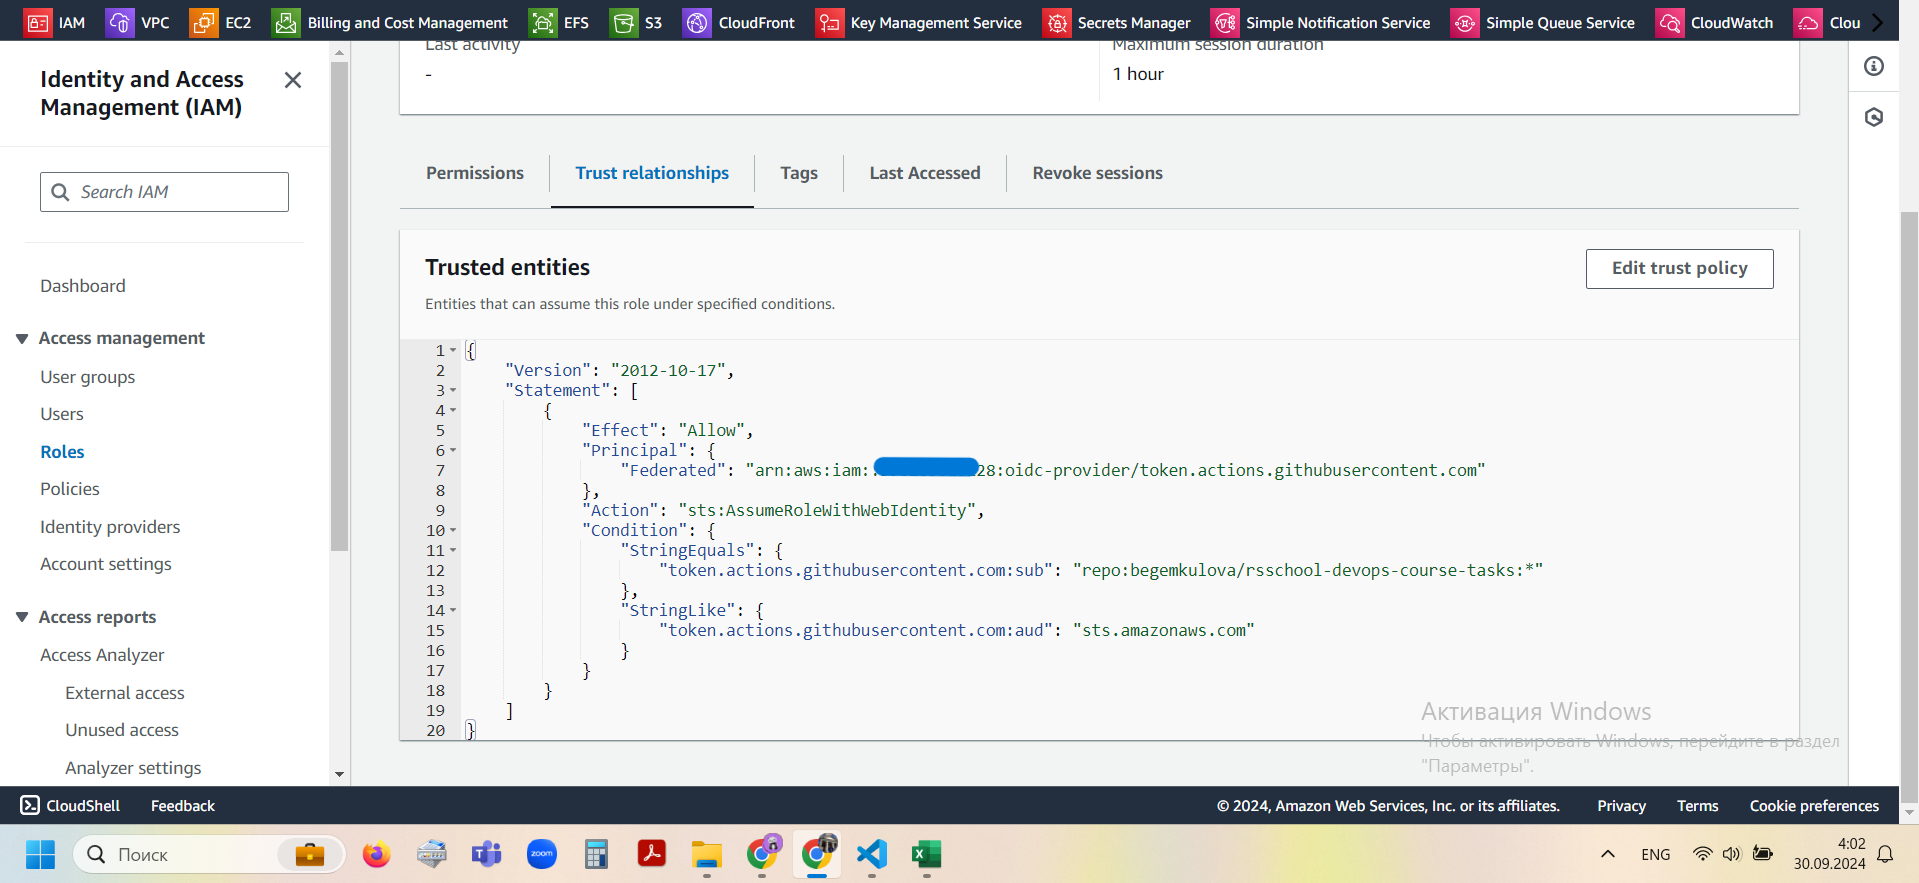 IAM VPC EC2 Billing and Cost Management EFS S3 CloudFront Key Management Service Secrets Manager Simple Notification Service Simple Queue Service CloudWatch Clou
Identity and Access
Management (IAM)
Search IAM
Dashboard
Access management
User groups
Users
Roles
Policies
Identity providers
Account settings
Access reports
Access Analyzer
External access
Unused access
Analyzer settings
Last activity
-
Maximum session duration
1 hour
Permissions Trust relationships Tags Last Accessed Revoke sessions
Trusted entities
Edit trust policy
Entities that can assume this role under specified conditions.
1 {
2 "Version": "2012-10-17",
3 "Statement": [
4 {
5 "Effect": "Allow",
6 "Principal": {
7 "Federated": "arn:aws:iam: 28:oidc-provider/token.actions.githubusercontent.com"
8 },
9 "Action": "sts:AssumeRoleWithWebIdentity",
10 "Condition": {
11 "StringEquals": {
12 "token.actions.githubusercontent.com:sub": "repo:begemkulova/rsschool-devops-course-tasks:*"
13 },
14 "StringLike": {
15 "token.actions.githubusercontent.com:aud": "sts.amazonaws.com"
16 }
17 }
18 }
19 ]
20 }
Активация Windows
Чтобы активировать Windows, перейдите в раздел
"Параметры".
CloudShell Feedback © 2024, Amazon Web Services, Inc. or its affiliates. Privacy Terms Cookie preferences
Поиск
zoom
ENG
4:02
30.09.2024